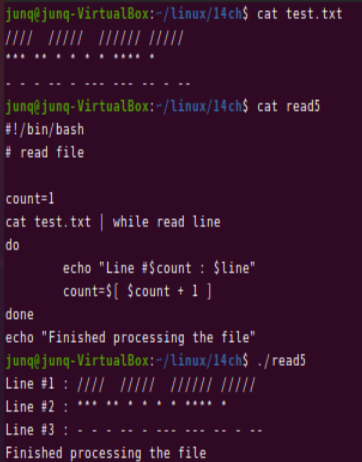 junq@junq-VirtualBox:~/linux/14ch$ cat test.txt
////  /////  ////// /////
*** ** * * * * **** *
- - - -- - --- --- -- - --
junq@junq-VirtualBox:~/linux/14ch$ cat read5
#!/bin/bash
# read file

count=1
cat test.txt | while read line
do
        echo "Line #$count : $line"
        count=$[ $count + 1 ]
done
echo "Finished processing the file"
junq@junq-VirtualBox:~/linux/14ch$ ./read5
Line #1 : ////  /////  ////// /////
Line #2 : *** ** * * * * **** *
Line #3 : - - - -- - --- --- -- - --
Finished processing the file